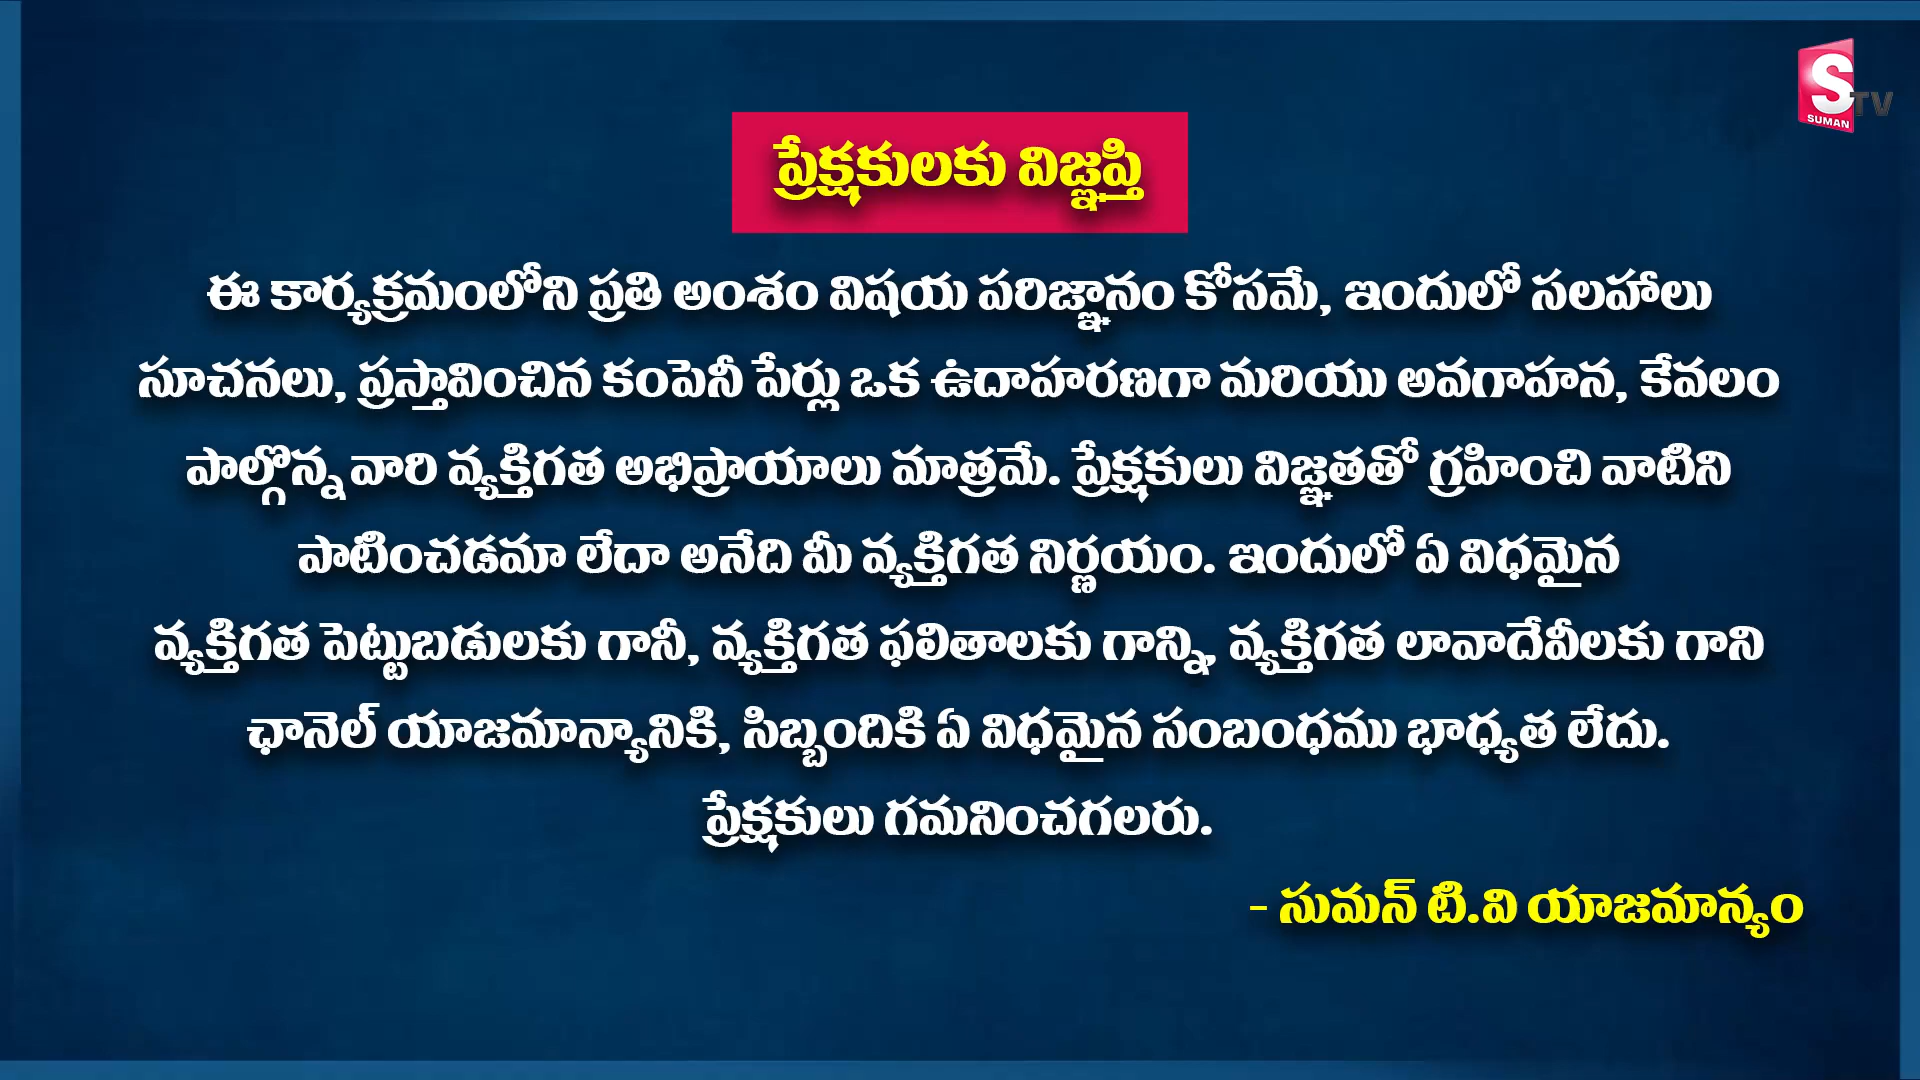 S TV
SUMAN
ప్రేక్షకులకు విజ్ఞప్తి
ఈ కార్యక్రమంలోని ప్రతి అంశం విషయ పరిజ్ఞానం కోసమే, ఇందులో సలహాలు
సూచనలు, ప్రస్తావించిన కంపెనీ పేర్లు ఒక ఉదాహరణగా మరియు అవగాహన, కేవలం
పాల్గొన్న వారి వ్యక్తిగత అభిప్రాయాలు మాత్రమే. ప్రేక్షకులు విజ్ఞతతో గ్రహించి వాటిని
పాటించడమా లేదా అనేది మీ వ్యక్తిగత నిర్ణయం. ఇందులో ఏ విధమైన
వ్యక్తిగత పెట్టుబడులకు గానీ, వ్యక్తిగత ఫలితాలకు గాన్ని, వ్యక్తిగత లావాదేవీలకు గాని
ఛానెల్ యాజమాన్యానికి, సిబ్బందికి ఏ విధమైన సంబంధము భాధ్యత లేదు.
ప్రేక్షకులు గమనించగలరు.
- సుమన్ టి.వి యాజమాన్యం